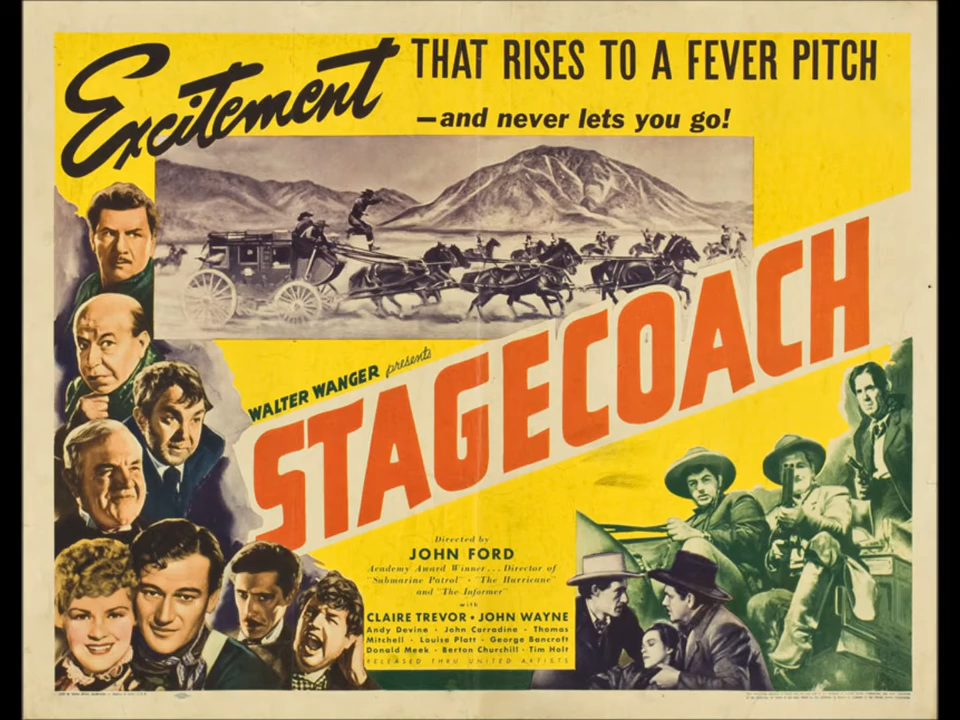 Excitement
THAT RISES TO A FEVER PITCH
—and never lets you go!
WALTER WANGER presents
STAGECOACH
Directed by
JOHN FORD
Academy Award Winner... Director of
"Submarine Patrol" · "The Hurricane"
and "The Informer"
with
CLAIRE TREVOR · JOHN WAYNE
Andy Devine · John Carradine · Thomas
Mitchell · Louise Platt · George Bancroft
Donald Meek · Berton Churchill · Tim Holt
RELEASED THRU UNITED ARTISTS